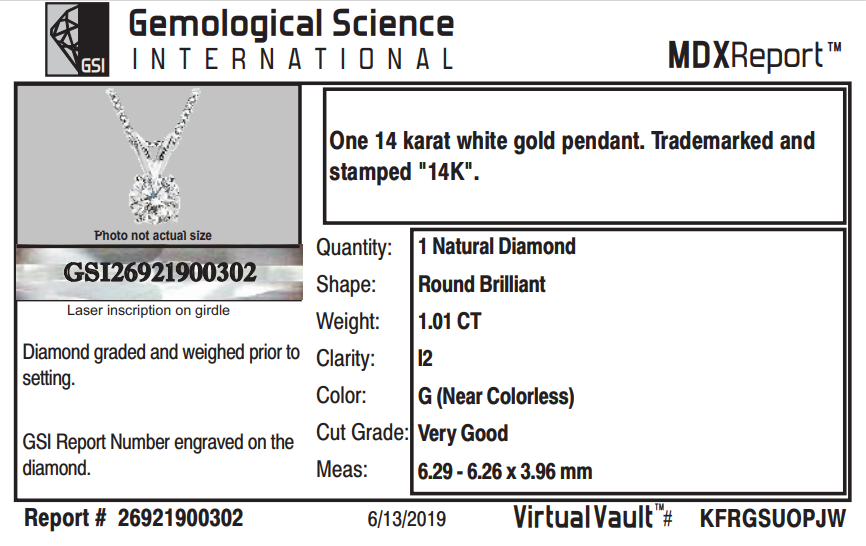 Gemological Science
INTERNATIONAL
GSI
MDXReport™
One 14 karat white gold pendant. Trademarked and
stamped "14K".
Photo not actual size
GSI26921900302
Laser inscription on girdle
Diamond graded and weighed prior to
setting.
GSI Report Number engraved on the
diamond.
Quantity: 1 Natural Diamond
Shape: Round Brilliant
Weight: 1.01 CT
Clarity: I2
Color: G (Near Colorless)
Cut Grade: Very Good
Meas: 6.29 - 6.26 x 3.96 mm
Report # 26921900302 6/13/2019 VirtualVault™# KFRGSUOPJW